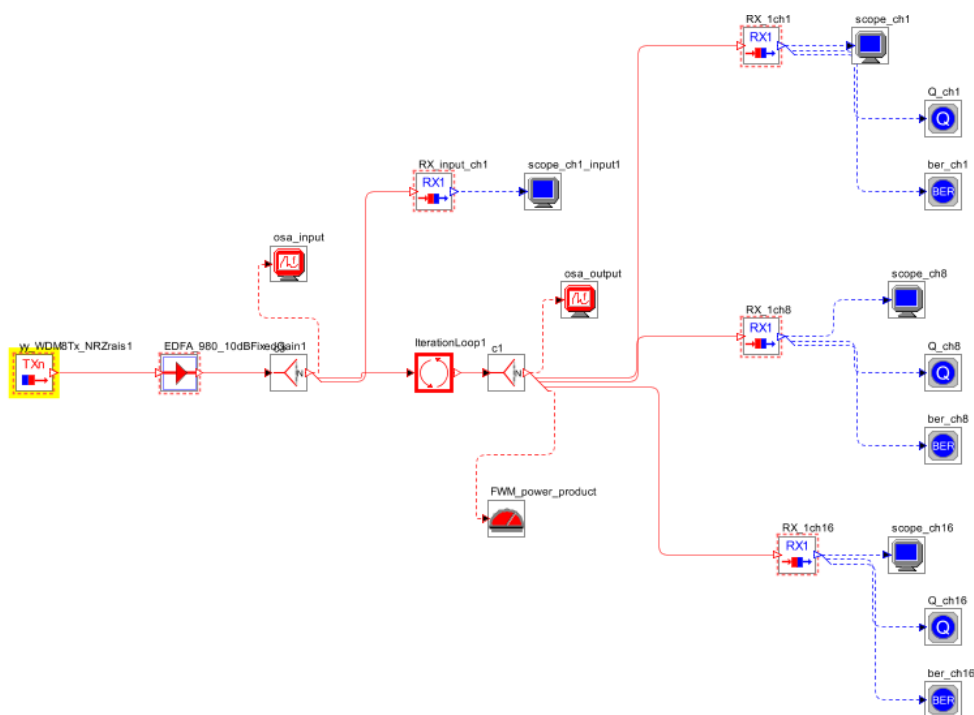 RX_1ch1
scope_ch1
RX1
Q_ch1
Q
RX_input_ch1
scope_ch1_input1
ber_ch1
RX1
BER
osa_input
osa_output
scope_ch8
RX_1ch8
RX1
EDFA_980_10dBFixedGain1
IterationLoop1
c1
Q_ch8
TXn
N
N
Q
ber_ch8
BER
FWM_power_product
RX_1ch16
scope_ch16
RX1
Q_ch16
Q
ber_ch16
BER